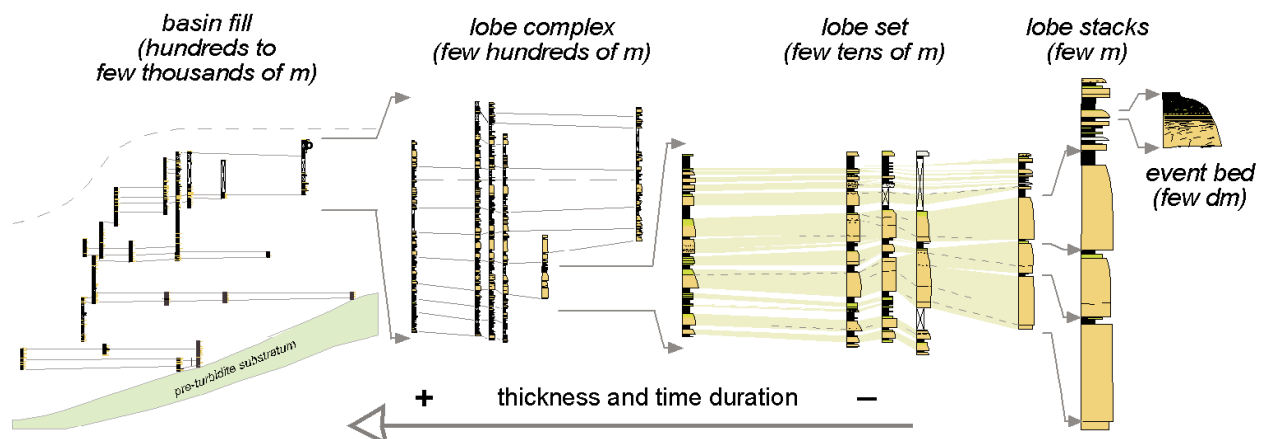 basin fill
(hundreds to
few thousands of m)
lobe complex
(few hundreds of m)
lobe set
(few tens of m)
lobe stacks
(few m)
event bed
(few dm)
pre-turbidite substratum
+ thickness and time duration –